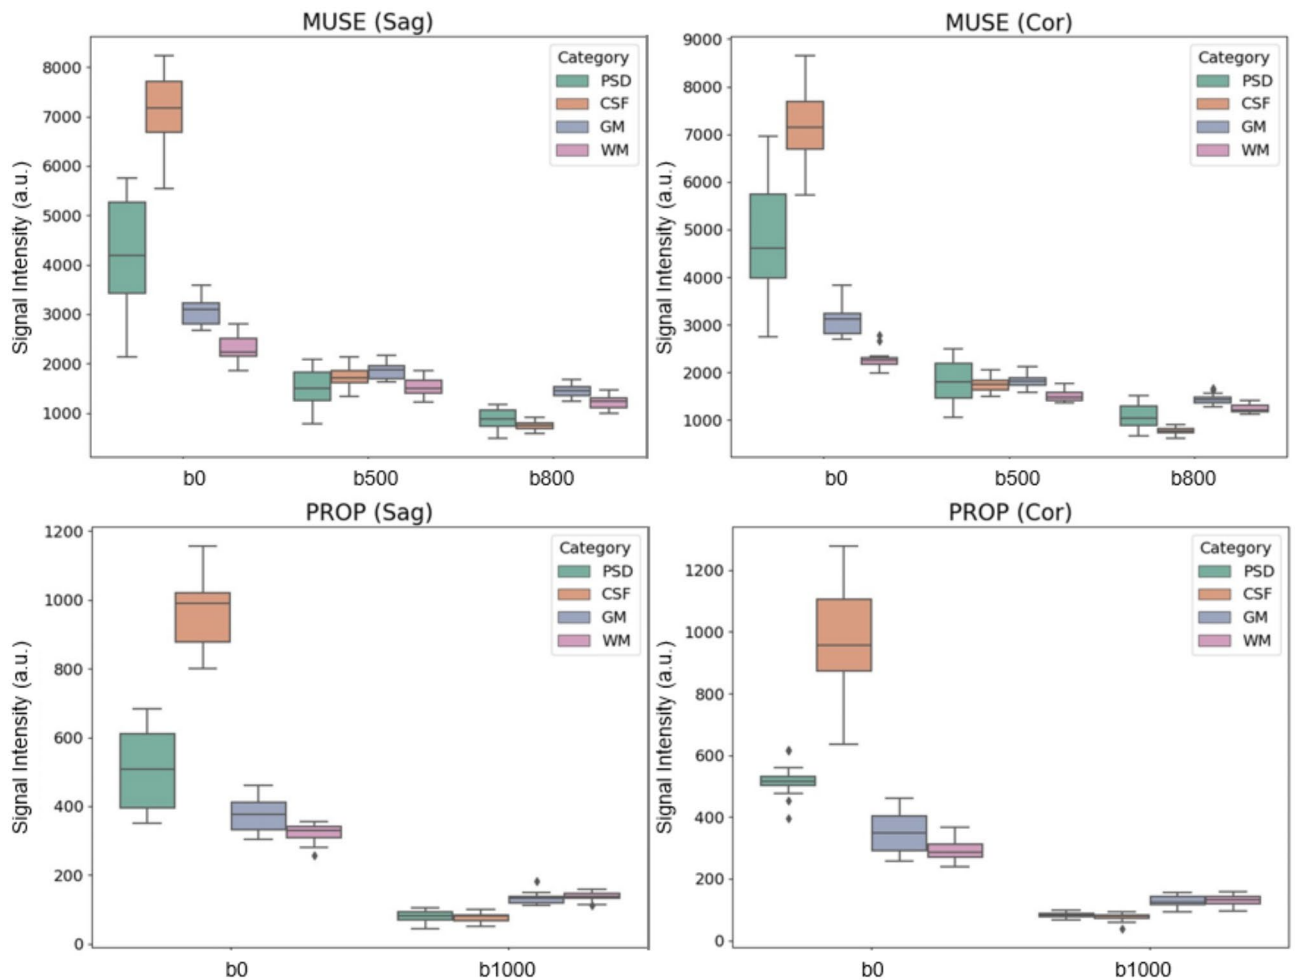 MUSE (Sag)
Signal Intensity (a.u.)
8000
7000
6000
5000
4000
3000
2000
1000
Category
PSD
CSF
GM
WM
b0
b500
b800
MUSE (Cor)
Signal Intensity (a.u.)
9000
8000
7000
6000
5000
4000
3000
2000
1000
Category
PSD
CSF
GM
WM
b0
b500
b800
PROP (Sag)
Signal Intensity (a.u.)
1200
1000
800
600
400
200
0
Category
PSD
CSF
GM
WM
b0
b1000
PROP (Cor)
Signal Intensity (a.u.)
1200
1000
800
600
400
200
0
Category
PSD
CSF
GM
WM
b0
b1000